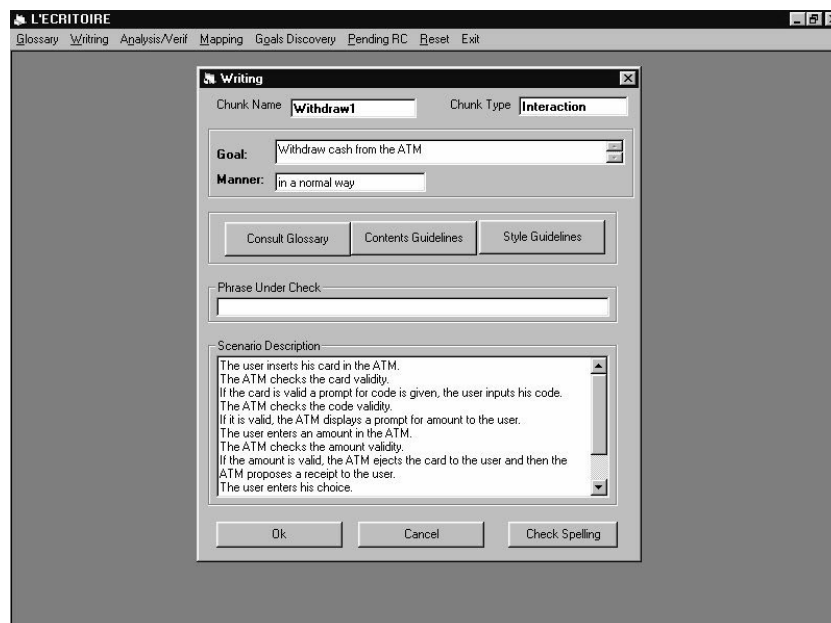 L'ECRITOIRE
Glossary Writring Analysis/Verif Mapping Goals Discovery Pending RC Reset Exit
Writing
Chunk Name Withdraw1 Chunk Type Interaction
Goal: Withdraw cash from the ATM
Manner: in a normal way
Consult Glossary Contents Guidelines Style Guidelines
Phrase Under Check
Scenario Description
The user inserts his card in the ATM.
The ATM checks the card validity.
If the card is valid a prompt for code is given, the user inputs his code.
The ATM checks the code validity.
If it is valid, the ATM displays a prompt for amount to the user.
The user enters an amount in the ATM.
The ATM checks the amount validity.
If the amount is valid, the ATM ejects the card to the user and then the
ATM proposes a receipt to the user.
The user enters his choice.
Ok Cancel Check Spelling